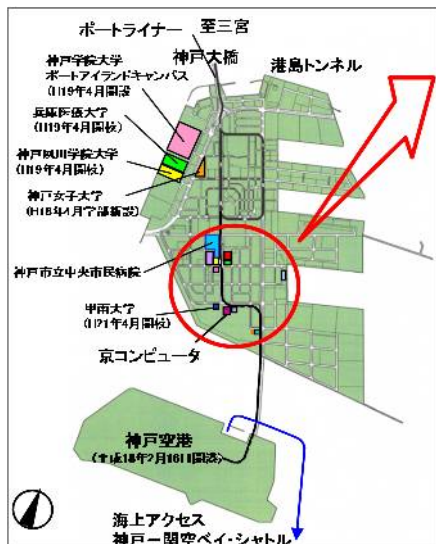 ポートライナー
至三宮
神戸大橋
港島トンネル
神戸学院大学
ポートアイランドキャンパス
(H19年4月開設
兵庫医療大学
(H19年4月開校)
神戸夙川学院大学
(H19年4月開校)
神戸女子大学
(H18年4月学部新設)
神戸市立中央市民病院
甲南大学
(H21年4月開校)
京コンピュータ
神戸空港
(平成18年2月16日開港)
海上アクセス
神戸－関空ベイ・シャトル